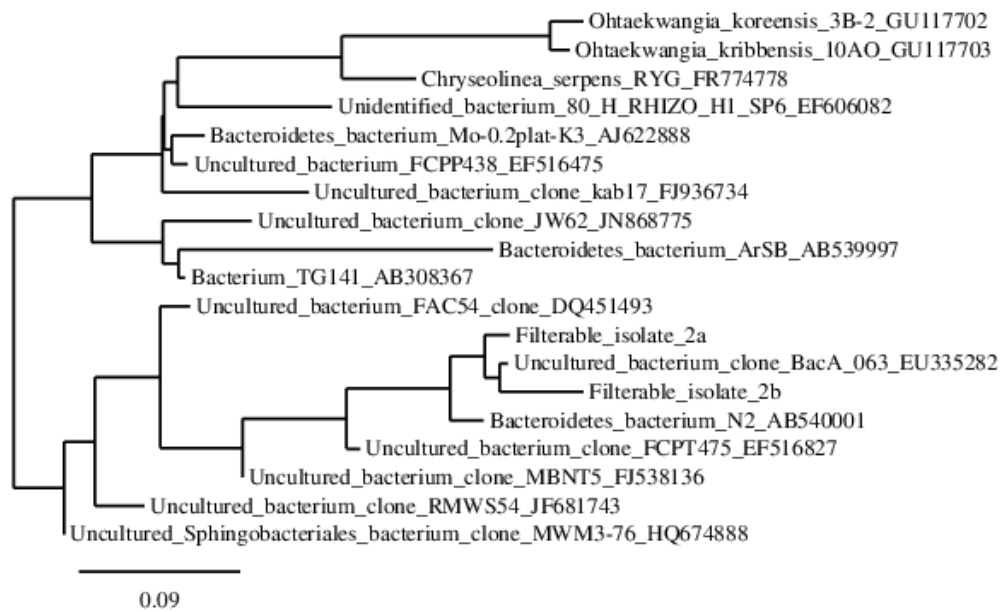 Ohtaekwangia_koreensis_3B-2_GU117702
Ohtaekwangia_kribbensis_10AO_GU117703
Chryseolinea_serpens_RYG_FR774778
Unidentified_bacterium_80_H_RHIZO_H1_SP6_EF606082
Bacteroidetes_bacterium_Mo-0.2plat-K3_AJ622888
Uncultured_bacterium_FCPP438_EF516475
Uncultured_bacterium_clone_kab17_FJ936734
Uncultured_bacterium_clone_JW62_JN868775
Bacteroidetes_bacterium_ArSB_AB539997
Bacterium_TG141_AB308367
Uncultured_bacterium_FAC54_clone_DQ451493
Filterable_isolate_2a
Uncultured_bacterium_clone_BacA_063_EU335282
Filterable_isolate_2b
Bacteroidetes_bacterium_N2_AB540001
Uncultured_bacterium_clone_FCPT475_EF516827
Uncultured_bacterium_clone_MBNT5_FJ538136
Uncultured_bacterium_clone_RMWS54_JF681743
Uncultured_Sphingobacteriales_bacterium_clone_MWM3-76_HQ674888
0.09